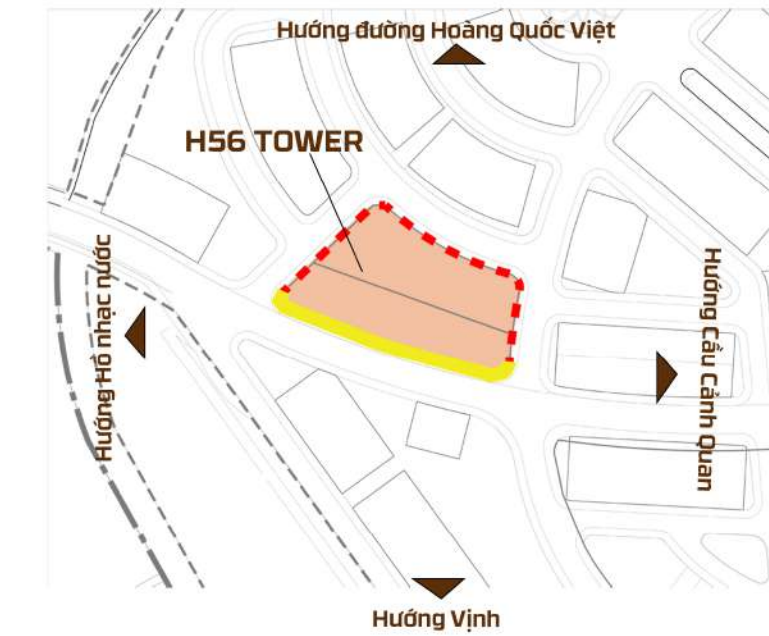 Hướng đường Hoàng Quốc Việt
H56 TOWER
Hướng Hồ nhạc nước
Hướng Cầu Cảnh Quan
Hướng Vịnh